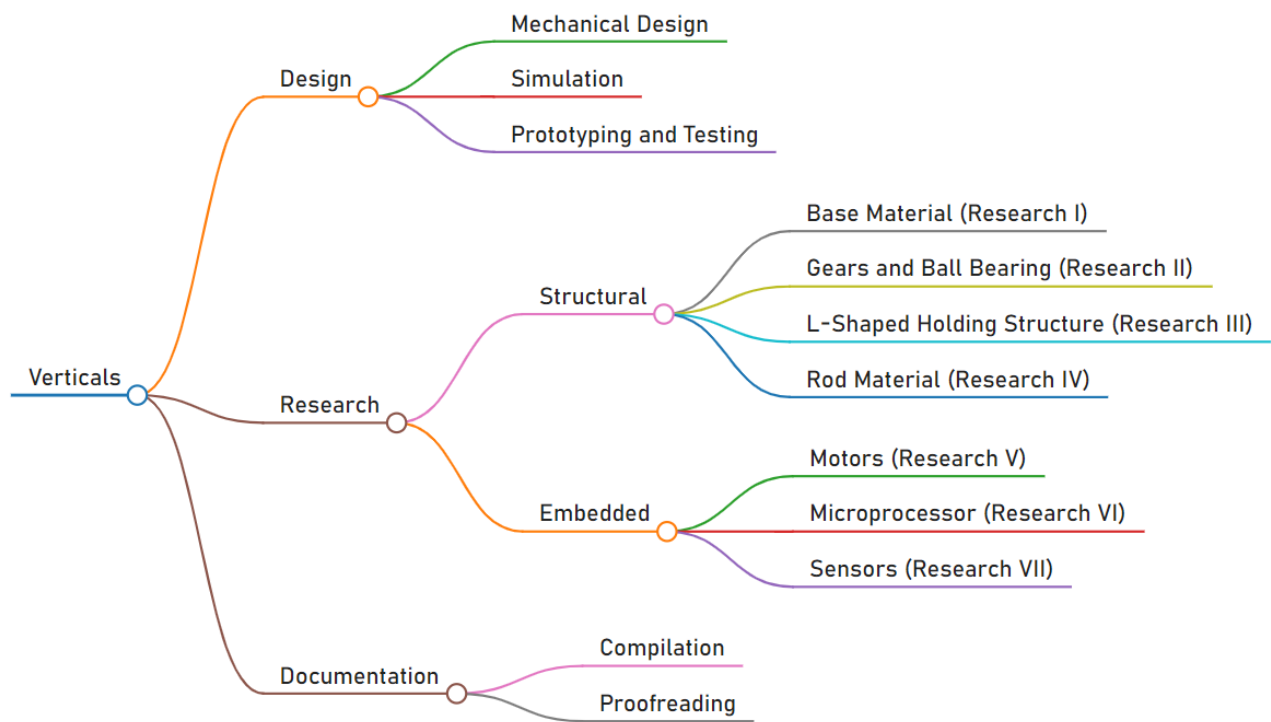 Verticals
Design
Mechanical Design
Simulation
Prototyping and Testing
Research
Structural
Base Material (Research I)
Gears and Ball Bearing (Research II)
L-Shaped Holding Structure (Research III)
Rod Material (Research IV)
Embedded
Motors (Research V)
Microprocessor (Research VI)
Sensors (Research VII)
Documentation
Compilation
Proofreading